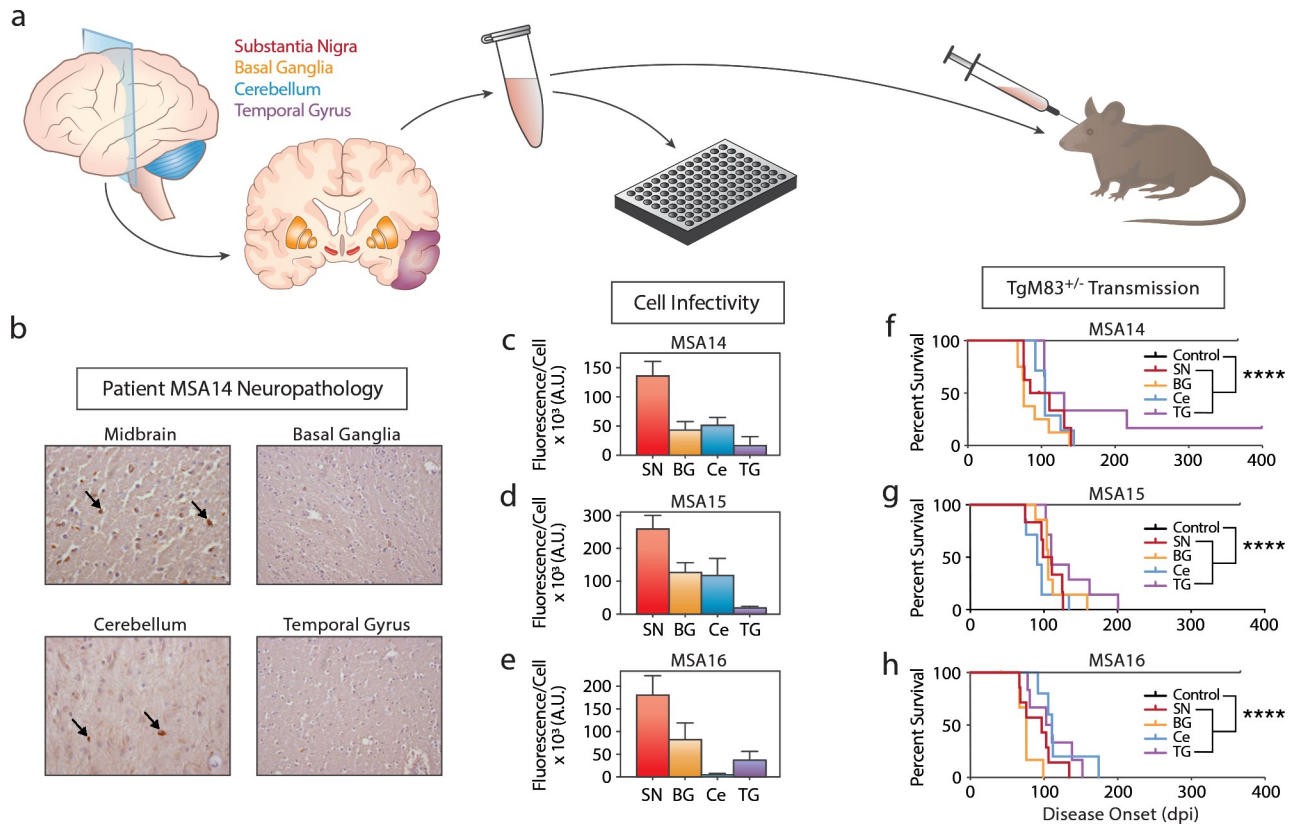 a
Substantia Nigra
Basal Ganglia
Cerebellum
Temporal Gyrus
b
Patient MSA14 Neuropathology
Midbrain
Basal Ganglia
Cerebellum
Temporal Gyrus
Cell Infectivity
c
MSA14
Fluorescence/Cell
x 10³ (A.U.)
150
100
50
0
SN BG Ce TG
d
MSA15
Fluorescence/Cell
x 10³ (A.U.)
300
200
100
0
SN BG Ce TG
e
MSA16
Fluorescence/Cell
x 10³ (A.U.)
200
150
100
50
0
SN BG Ce TG
TgM83+/- Transmission
f
MSA14
Percent Survival
100
50
0
Control
SN
BG
Ce
TG
****
0 100 200 300 400
g
MSA15
Percent Survival
100
50
0
Control
SN
BG
Ce
TG
****
0 100 200 300 400
h
MSA16
Percent Survival
100
50
0
Control
SN
BG
Ce
TG
****
0 100 200 300 400
Disease Onset (dpi)